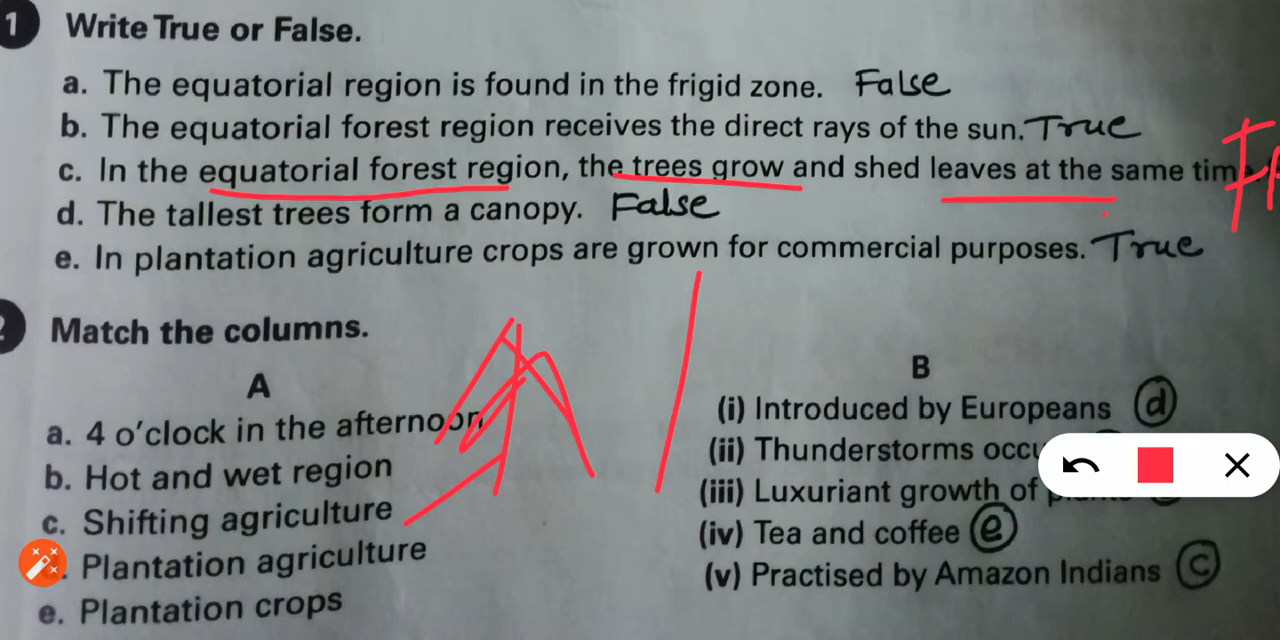 1 Write True or False.
a. The equatorial region is found in the frigid zone. False
b. The equatorial forest region receives the direct rays of the sun. True
c. In the equatorial forest region, the trees grow and shed leaves at the same tim
d. The tallest trees form a canopy. False
e. In plantation agriculture crops are grown for commercial purposes. True
Match the columns.
A
B
a. 4 o'clock in the afternoon
(i) Introduced by Europeans d
b. Hot and wet region
(ii) Thunderstorms occu
c. Shifting agriculture
(iii) Luxuriant growth of
Plantation agriculture
(iv) Tea and coffee e
e. Plantation crops
(v) Practised by Amazon Indians C